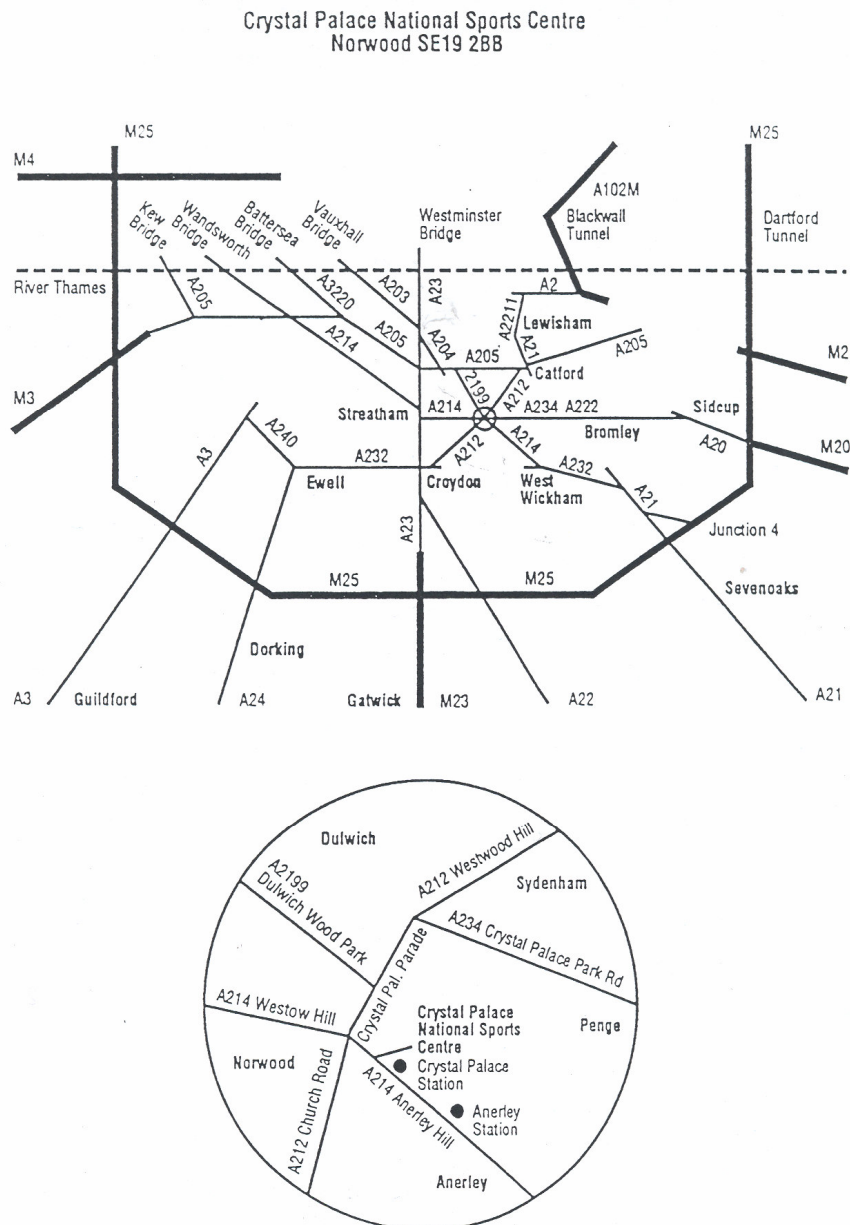 Crystal Palace National Sports Centre
Norwood SE19 2BB
M25
M25
M4
A102M
Kew
Bridge
Wandsworth
Bridge
Battersea
Bridge
Vauxhall
Bridge
Westminster
Bridge
Blackwall
Tunnel
Dartford
Tunnel
River Thames
A205
A3220
A203
A23
A2
A2211
Lewisham
A214
A205
A204
A205
A21
A205
Catford
M2
M3
2199
A212
Streatham
A214
A234
A222
Sidcup
Bromley
A20
M20
A3
A240
A232
A212
A214
A232
Ewell
Croydon
West
Wickham
A21
A23
Junction 4
M25
M25
Sevenoaks
Dorking
A3
Guildford
A24
Gatwick
M23
A22
A21
Dulwich
A212 Westwood Hill
A2199
Dulwich Wood Park
Sydenham
A234 Crystal Palace Park Rd
Crystal Pal. Parade
A214 Westow Hill
Crystal Palace
National Sports
Centre
Penge
Norwood
Crystal Palace
Station
A212 Church Road
A214 Anerley Hill
Anerley
Station
Anerley